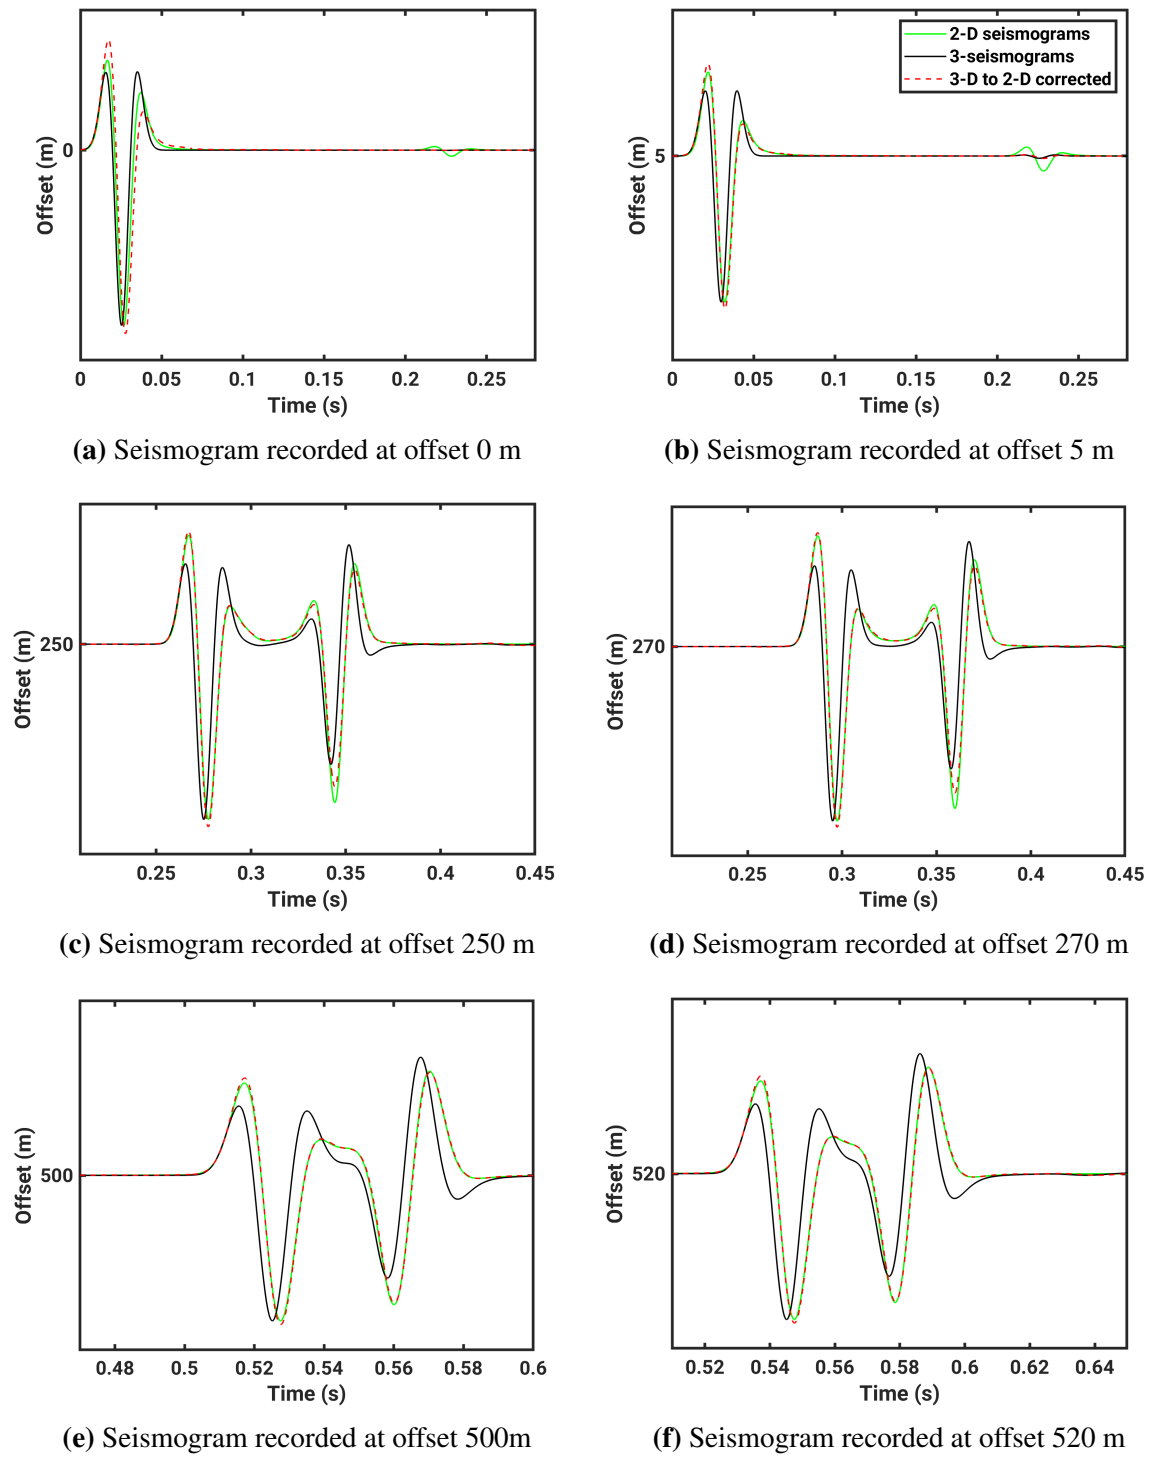 2-D seismograms
3-seismograms
3-D to 2-D corrected
Offset (m)
0
0 0.05 0.1 0.15 0.2 0.25
Time (s)
(a) Seismogram recorded at offset 0 m
Offset (m)
5
0 0.05 0.1 0.15 0.2 0.25
Time (s)
(b) Seismogram recorded at offset 5 m
Offset (m)
250
0.25 0.3 0.35 0.4 0.45
Time (s)
(c) Seismogram recorded at offset 250 m
Offset (m)
270
0.25 0.3 0.35 0.4 0.45
Time (s)
(d) Seismogram recorded at offset 270 m
Offset (m)
500
0.48 0.5 0.52 0.54 0.56 0.58 0.6
Time (s)
(e) Seismogram recorded at offset 500m
Offset (m)
520
0.52 0.54 0.56 0.58 0.6 0.62 0.64
Time (s)
(f) Seismogram recorded at offset 520 m